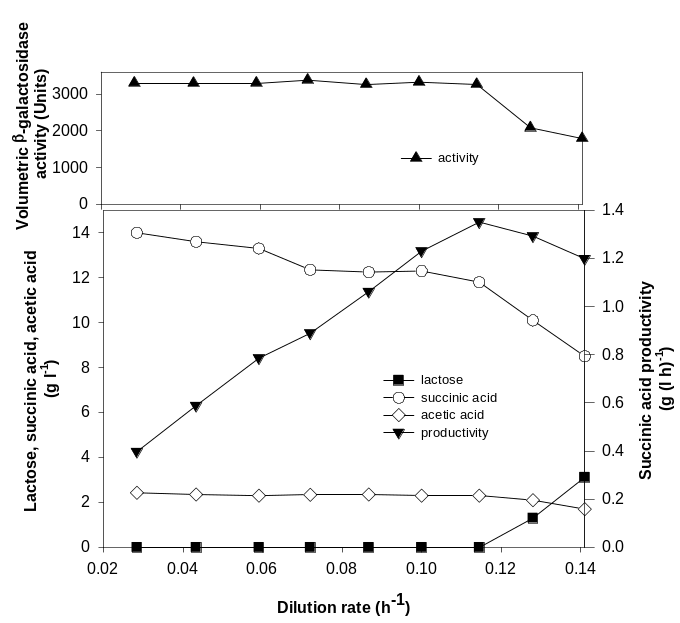 Volumetric β-galactosidase
activity (Units)
3000
2000
1000
0
activity
Lactose, succinic acid, acetic acid
(g l-1)
14
12
10
8
6
4
2
0
lactose
succinic acid
acetic acid
productivity
1.4
1.2
1.0
0.8
0.6
0.4
0.2
0.0
Succinic acid productivity
(g (l h)-1)
0.02 0.04 0.06 0.08 0.10 0.12 0.14
Dilution rate (h-1)